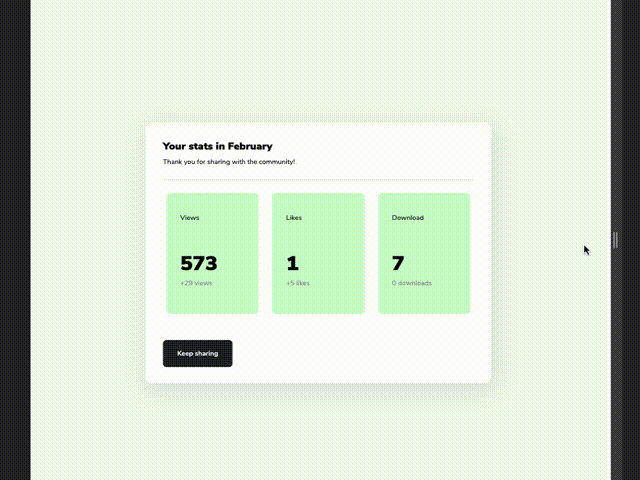 Your stats in February
Thank you for sharing with the community!
Views
Likes
Download
573
1
7
+29 views
+5 likes
0 downloads
Keep sharing